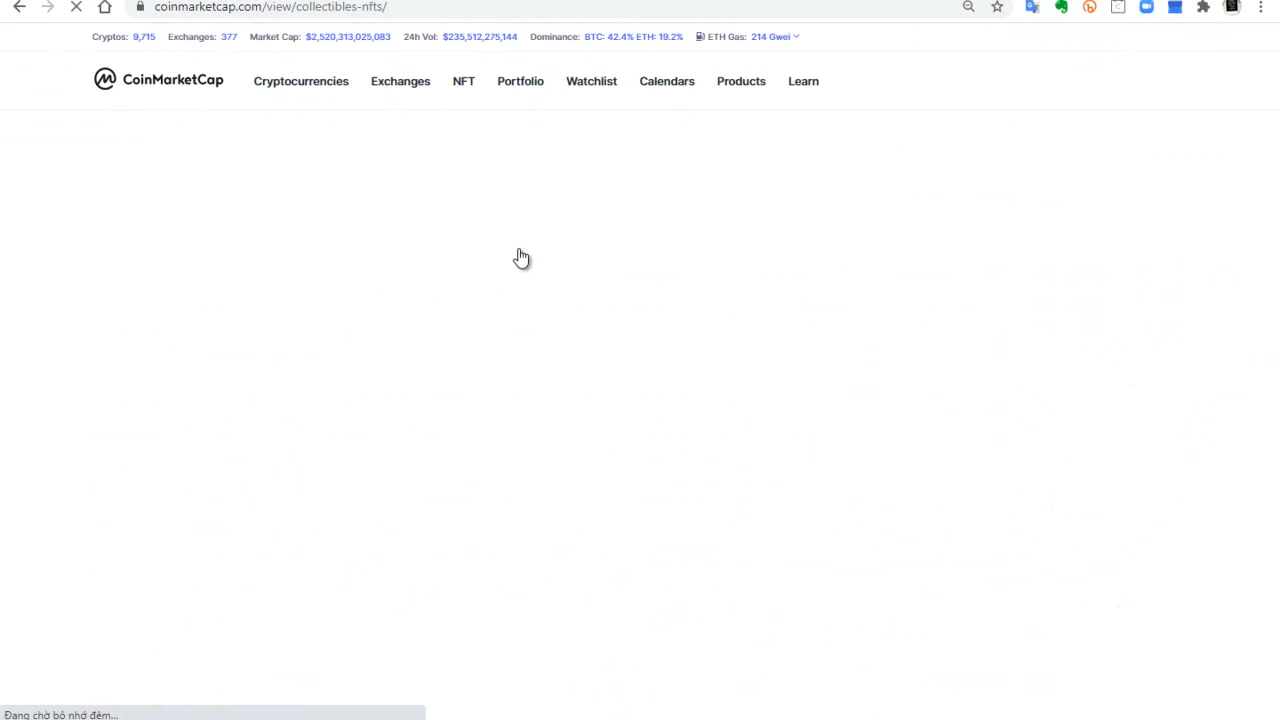 coinmarketcap.com/view/collectibles-nfts/
Cryptos: 9,715 Exchanges: 377 Market Cap: $2,520,313,025,083 24h Vol: $235,512,275,144 Dominance: BTC: 42.4% ETH: 19.2% ETH Gas: 214 Gwei
CoinMarketCap Cryptocurrencies Exchanges NFT Portfolio Watchlist Calendars Products Learn
Đang chờ bộ nhớ đệm...